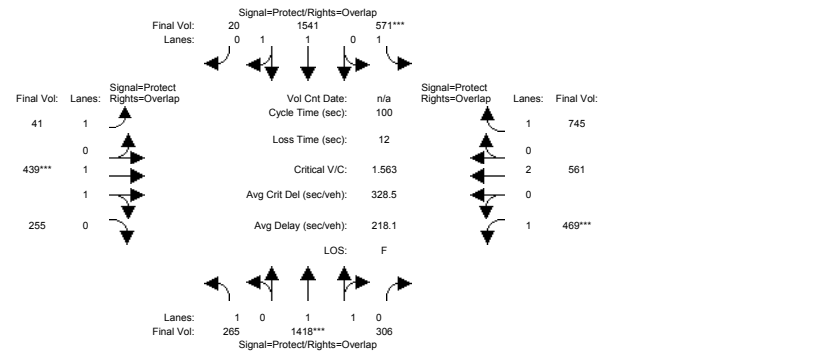 Signal=Protect/Rights=Overlap
Final Vol: 20 1541 571***
Lanes: 0 1 1 0 1
Signal=Protect
Final Vol: Lanes: Rights=Overlap
Vol Cnt Date: n/a
Cycle Time (sec): 100
Signal=Protect
Rights=Overlap Lanes: Final Vol:
41 1
1 745
Loss Time (sec): 12
0
0
439*** 1
Critical V/C: 1.563
2 561
1
Avg Crit Del (sec/veh): 328.5
0
255 0
Avg Delay (sec/veh): 218.1
1 469***
LOS: F
Lanes: 1 0 1 1 0
Final Vol: 265 1418*** 306
Signal=Protect/Rights=Overlap